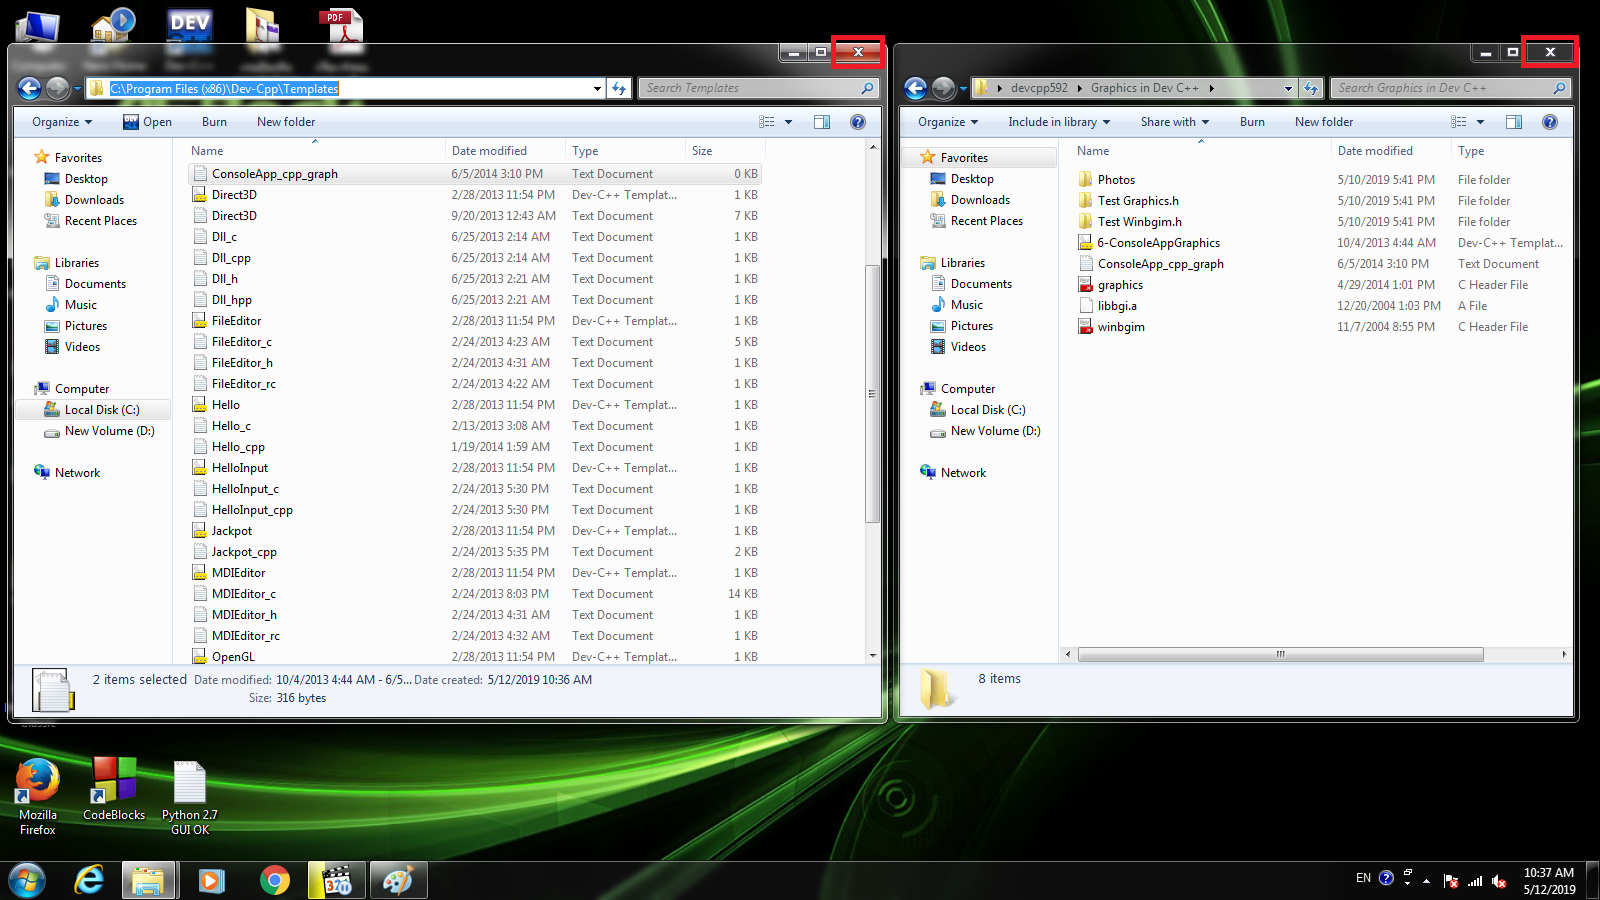 DEV
PDF
C:\Program Files (x86)\Dev-Cpp\Templates
Search Templates
Organize
Open
Burn
New folder
Favorites
Desktop
Downloads
Recent Places
Libraries
Documents
Music
Pictures
Videos
Computer
Local Disk (C:)
New Volume (D:)
Network
Name Date modified Type Size
ConsoleApp_cpp_graph 6/5/2014 3:10 PM Text Document 0 KB
Direct3D 2/28/2013 11:54 PM Dev-C++ Templat... 1 KB
Direct3D 9/20/2013 12:43 AM Text Document 7 KB
Dll_c 6/25/2013 2:14 AM Text Document 1 KB
Dll_cpp 6/25/2013 2:14 AM Text Document 1 KB
Dll_h 6/25/2013 2:21 AM Text Document 1 KB
Dll_hpp 6/25/2013 2:21 AM Text Document 1 KB
FileEditor 2/28/2013 11:54 PM Dev-C++ Templat... 1 KB
FileEditor_c 2/24/2013 4:23 AM Text Document 5 KB
FileEditor_h 2/24/2013 4:31 AM Text Document 1 KB
FileEditor_rc 2/24/2013 4:22 AM Text Document 1 KB
Hello 2/28/2013 11:54 PM Dev-C++ Templat... 1 KB
Hello_c 2/13/2013 3:08 AM Text Document 1 KB
Hello_cpp 1/19/2014 1:59 AM Text Document 1 KB
HelloInput 2/28/2013 11:54 PM Dev-C++ Templat... 1 KB
HelloInput_c 2/24/2013 5:30 PM Text Document 1 KB
HelloInput_cpp 2/24/2013 5:30 PM Text Document 1 KB
Jackpot 2/28/2013 11:54 PM Dev-C++ Templat... 1 KB
Jackpot_cpp 2/24/2013 5:35 PM Text Document 2 KB
MDIEditor 2/28/2013 11:54 PM Dev-C++ Templat... 1 KB
MDIEditor_c 2/24/2013 8:03 PM Text Document 14 KB
MDIEditor_h 2/24/2013 4:31 AM Text Document 1 KB
MDIEditor_rc 2/24/2013 4:32 AM Text Document 1 KB
OpenGL 2/28/2013 11:54 PM Dev-C++ Templat... 1 KB
2 items selected Date modified: 10/4/2013 4:44 AM - 6/5... Date created: 5/12/2019 10:36 AM
Size: 316 bytes
devcpp592 Graphics in Dev C++
Search Graphics in Dev C++
Organize
Include in library
Share with
Burn
New folder
Favorites
Desktop
Downloads
Recent Places
Libraries
Documents
Music
Pictures
Videos
Computer
Local Disk (C:)
New Volume (D:)
Network
Name Date modified Type
Photos 5/10/2019 5:41 PM File folder
Test Graphics.h 5/10/2019 5:41 PM File folder
Test Winbgim.h 5/10/2019 5:41 PM File folder
6-ConsoleAppGraphics 10/4/2013 4:44 AM Dev-C++ Templat...
ConsoleApp_cpp_graph 6/5/2014 3:10 PM Text Document
graphics 4/29/2014 1:01 PM C Header File
libbgi.a 12/20/2004 1:03 PM A File
winbgim 11/7/2004 8:55 PM C Header File
8 items
Mozilla
Firefox
CodeBlocks
Python 2.7
GUI OK
EN
10:37 AM
5/12/2019